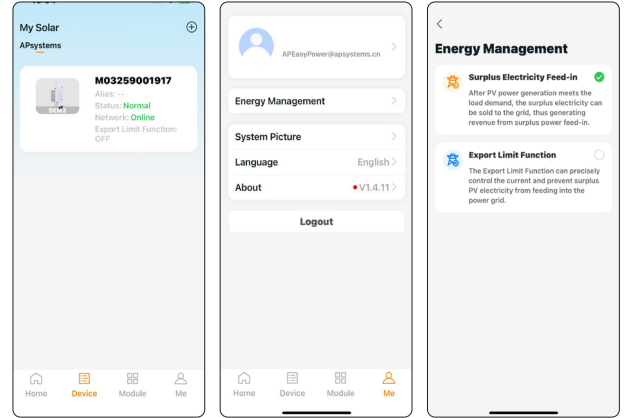 My Solar
APsystems
M03259001917
Alias: --
Status: Normal
Network: Online
Export Limit Function:
OFF
SEM3
Home
Device
Module
Me
APEasyPower@apsystems.cn
Energy Management
System Picture
Language
English
About
V1.4.11
Logout
Home
Device
Module
Me
Energy Management
Surplus Electricity Feed-in
After PV power generation meets the
load demand, the surplus electricity can
be sold to the grid, thus generating
revenue from surplus power feed-in.
Export Limit Function
The Export Limit Function can precisely
control the current and prevent surplus
PV electricity from feeding into the
power grid.